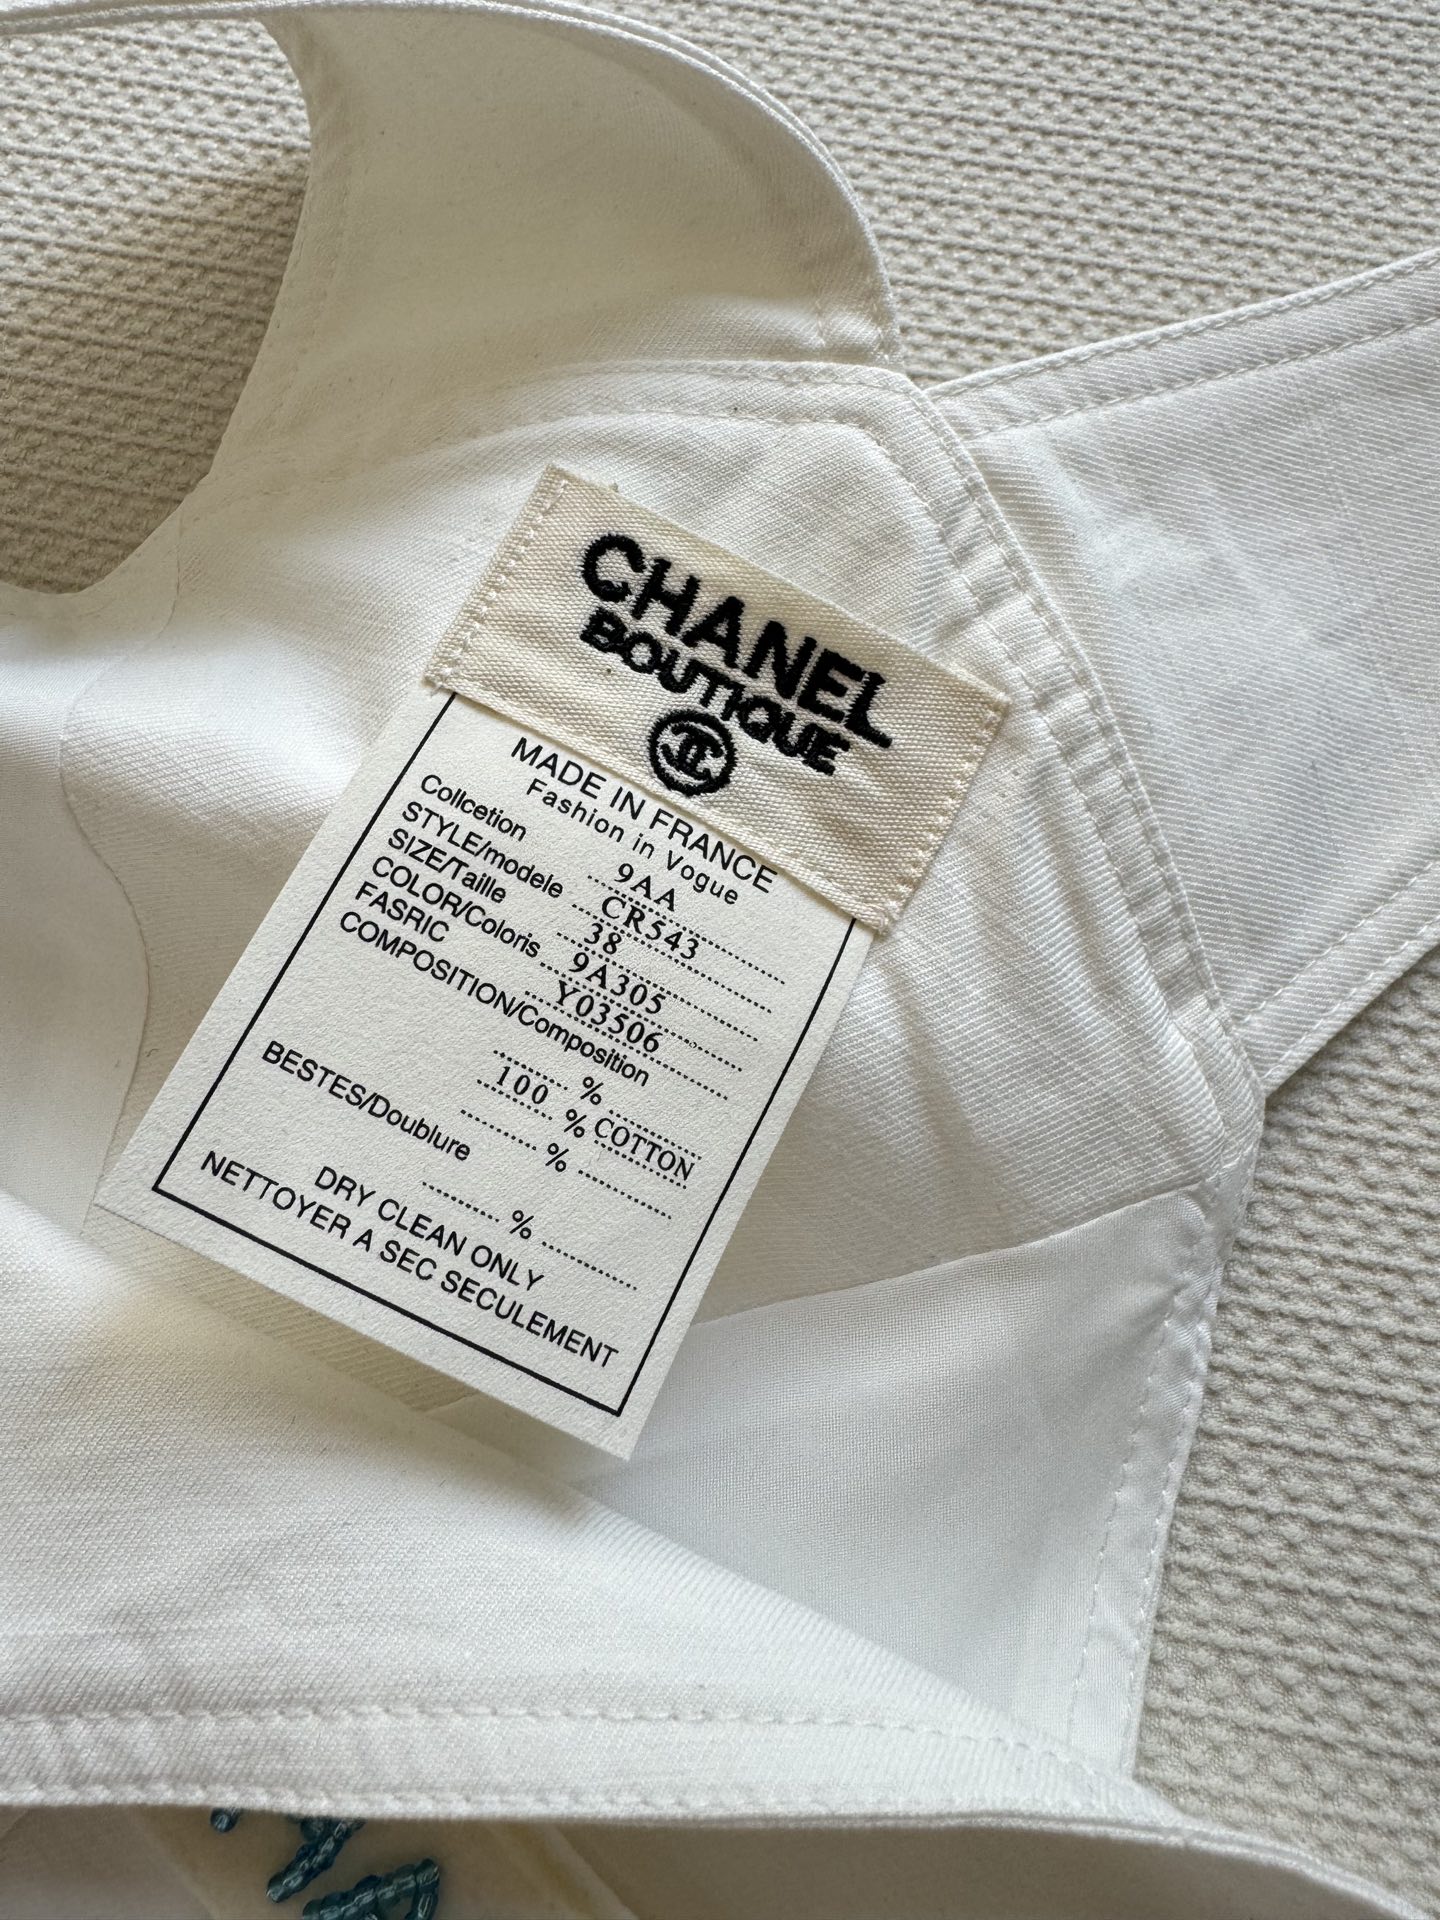 CHANEL
BOUTIQUE
MADE IN FRANCE
Fashion in Vogue
Collcetion 9AA
STYLE/modele CR543
SIZE/Taille 38
COLOR/Coloris 9A305
FASRIC Y03506
COMPOSITION/Composition
%
100 % COTTON
%
BESTES/Doublure
%
DRY CLEAN ONLY
NETTOYER A SEC SECULEMENT